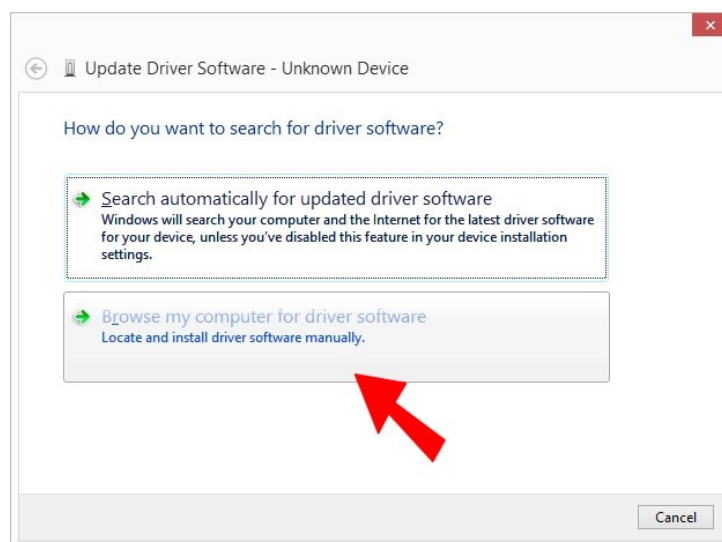 Update Driver Software - Unknown Device
How do you want to search for driver software?
Search automatically for updated driver software
Windows will search your computer and the Internet for the latest driver software
for your device, unless you've disabled this feature in your device installation
settings.
Browse my computer for driver software
Locate and install driver software manually.
Cancel